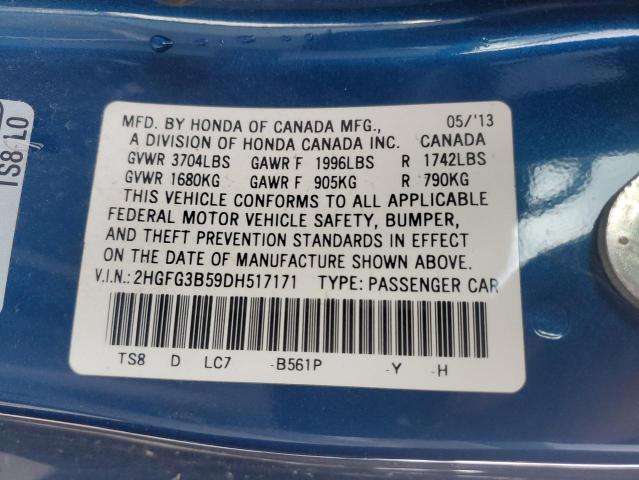 MFD. BY HONDA OF CANADA MFG., 05/'13
A DIVISION OF HONDA CANADA INC. CANADA
GVWR 3704LBS GAWR F 1996LBS R 1742LBS
GVWR 1680KG GAWR F 905KG R 790KG
THIS VEHICLE CONFORMS TO ALL APPLICABLE
FEDERAL MOTOR VEHICLE SAFETY, BUMPER,
AND THEFT PREVENTION STANDARDS IN EFFECT
ON THE DATE OF MANUFACTURE SHOWN ABOVE.
V.I.N.: 2HGFG3B59DH517171 TYPE: PASSENGER CAR
TS8 D LC7 -B561P -Y -H
TS8 LO